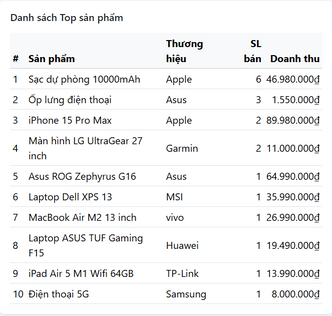 Danh sách Top sản phẩm
# Sản phẩm Thương hiệu SL bán Doanh thu
1 Sạc dự phòng 10000mAh Apple 6 46.980.000₫
2 Ốp lưng điện thoại Asus 3 1.550.000₫
3 iPhone 15 Pro Max Apple 2 89.980.000₫
4 Màn hình LG UltraGear 27 inch Garmin 2 11.000.000₫
5 Asus ROG Zephyrus G16 Asus 1 64.990.000₫
6 Laptop Dell XPS 13 MSI 1 35.990.000₫
7 MacBook Air M2 13 inch vivo 1 26.990.000₫
8 Laptop ASUS TUF Gaming F15 Huawei 1 19.490.000₫
9 iPad Air 5 M1 Wifi 64GB TP-Link 1 13.990.000₫
10 Điện thoại 5G Samsung 1 8.000.000₫